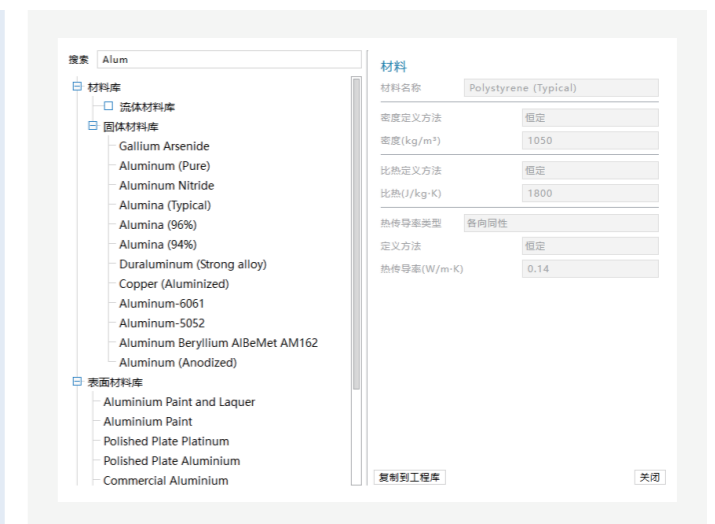 搜索 Alum
材料库
流体材料库
固体材料库
Gallium Arsenide
Aluminum (Pure)
Aluminum Nitride
Alumina (Typical)
Alumina (96%)
Alumina (94%)
Duraluminum (Strong alloy)
Copper (Aluminized)
Aluminum-6061
Aluminum-5052
Aluminum Beryllium AlBeMet AM162
Aluminum (Anodized)
表面材料库
Aluminium Paint and Laquer
Aluminium Paint
Polished Plate Platinum
Polished Plate Aluminium
Commercial Aluminium
材料
材料名称 Polystyrene (Typical)
密度定义方法 恒定
密度(kg/m³) 1050
比热定义方法 恒定
比热(J/kg-K) 1800
热传导率类型 各向同性
定义方法 恒定
热传导率(W/m-K) 0.14
复制到工程库 关闭